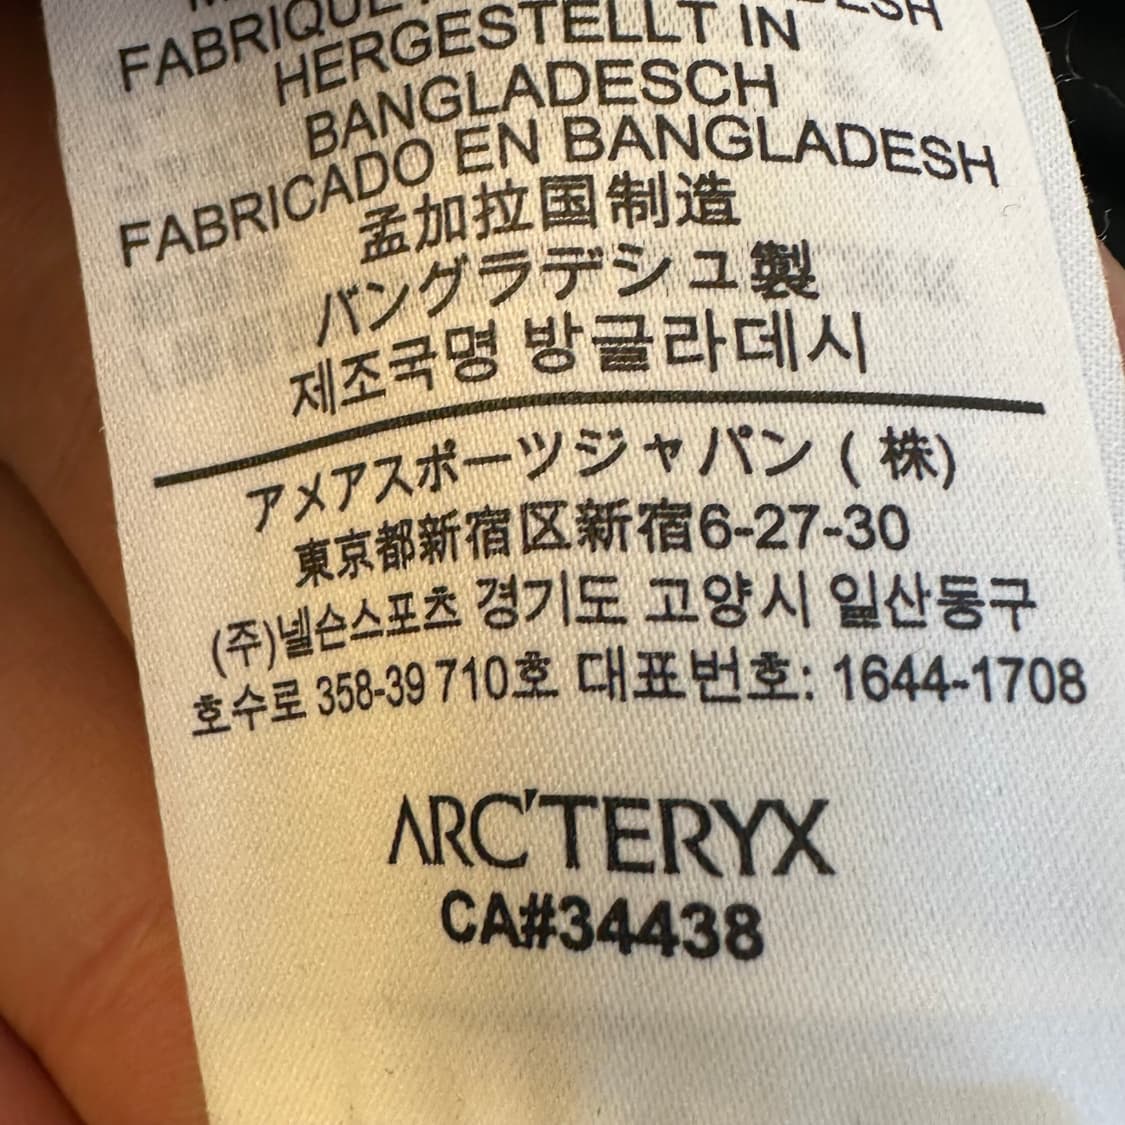 FABRIQUÉ
HERGESTELLT IN
BANGLADESCH
FABRICADO EN BANGLADESH
孟加拉国制造
バングラデシュ製
제조국명 방글라데시
アメアスポーツジャパン ( 株)
東京都新宿区新宿6-27-30
(주)넬슨스포츠 경기도 고양시 일산동구
호수로 358-39 710호 대표번호: 1644-1708
ARC'TERYX
CA#34438